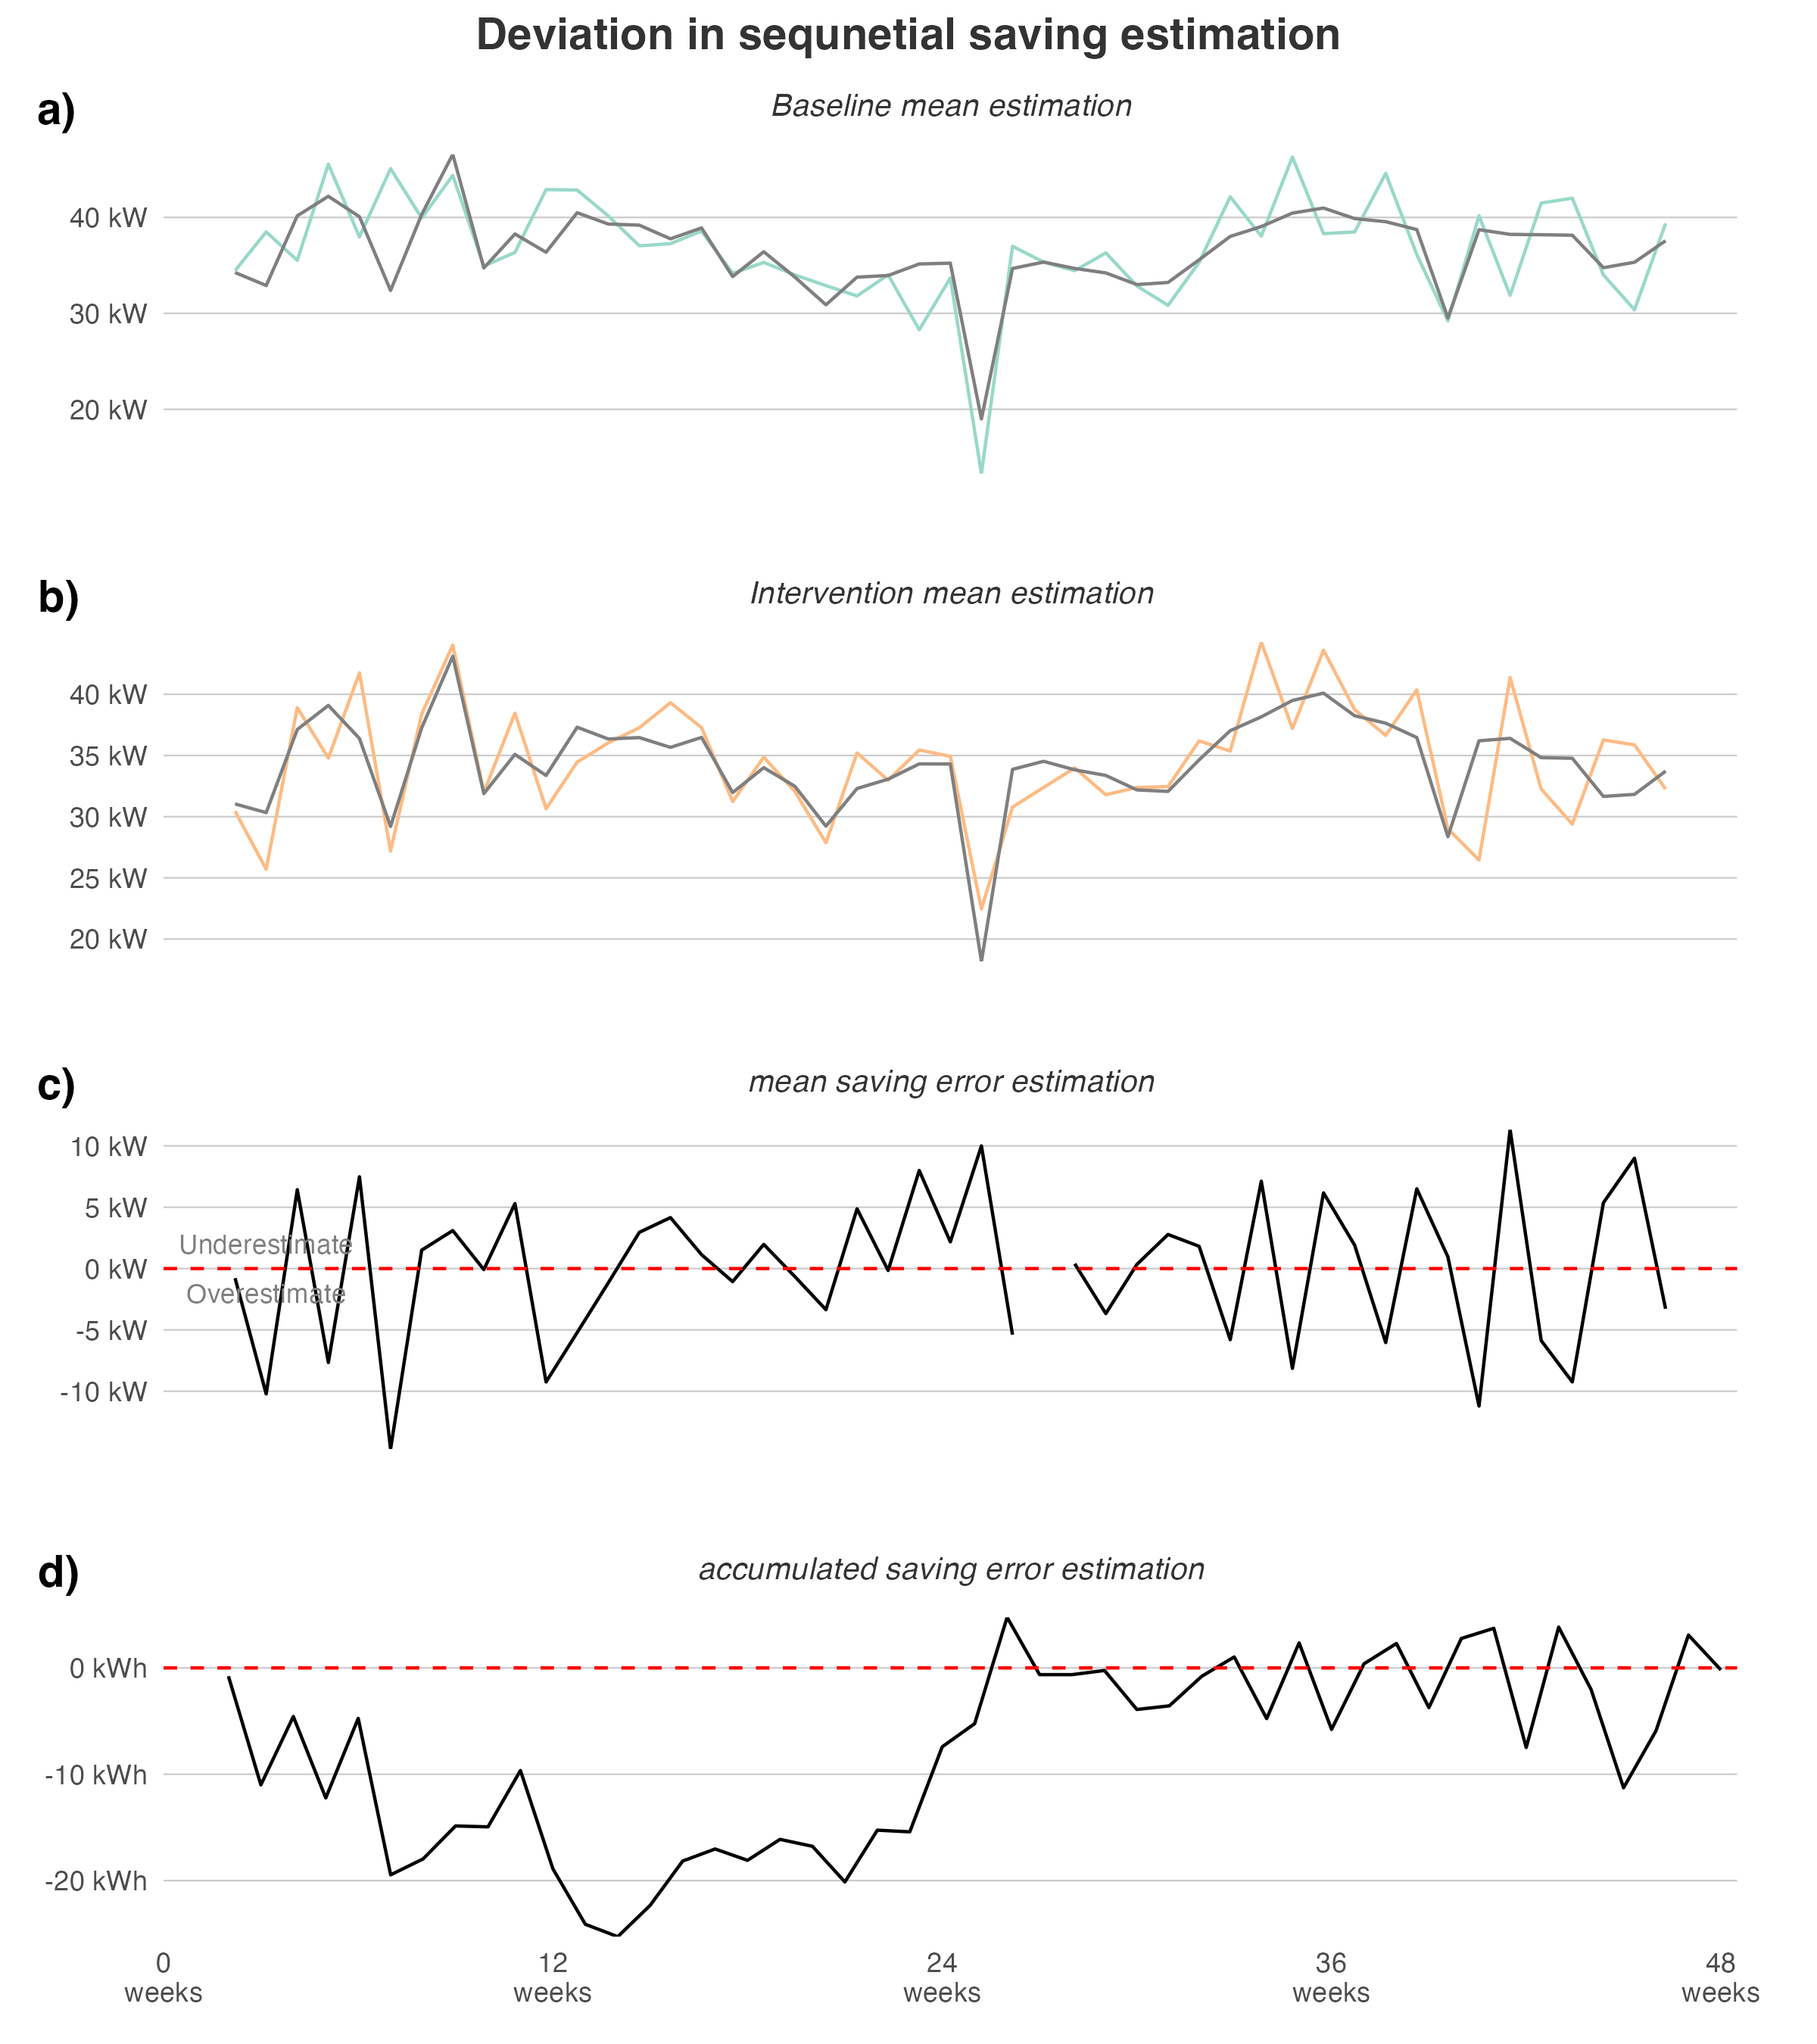 Deviation in sequnetial saving estimation
a)
Baseline mean estimation
40 kW
30 kW
20 kW
b)
Intervention mean estimation
40 kW
35 kW
30 kW
25 kW
20 kW
c)
mean saving error estimation
10 kW
5 kW
Underestimate
0 kW
Overestimate
-5 kW
-10 kW
d)
accumulated saving error estimation
0 kWh
-10 kWh
-20 kWh
0 12 24 36 48
weeks weeks weeks weeks weeks